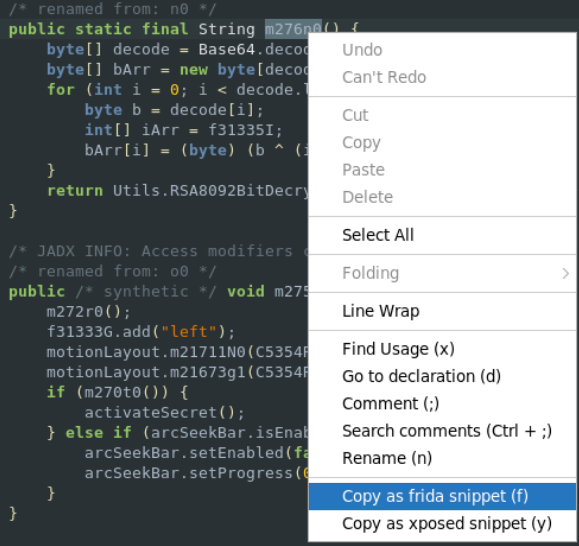 /* renamed from: n0 */
public static final String m276n0() {
byte[] decode = Base64.decod
byte[] bArr = new byte[decod
for (int i = 0; i < decode.l
byte b = decode[i];
int[] iArr = f31335I;
bArr[i] = (byte) (b ^ (i
}
return Utils.RSA8092BitDecry
}
/* JADX INFO: Access modifiers c
/* renamed from: o0 */
public /* synthetic */ void m275
m272r0();
f31333G.add("left");
motionLayout.m21711N0(C5354R
motionLayout.m21673g1(C5354R
if (m270t0()) {
activateSecret();
} else if (arcSeekBar.isEnab
arcSeekBar.setEnabled(fa
arcSeekBar.setProgress(0
}
}
Undo
Can't Redo
Cut
Copy
Paste
Delete
Select All
Folding
Line Wrap
Find Usage (x)
Go to declaration (d)
Comment (;)
Search comments (Ctrl + ;)
Rename (n)
Copy as frida snippet (f)
Copy as xposed snippet (y)